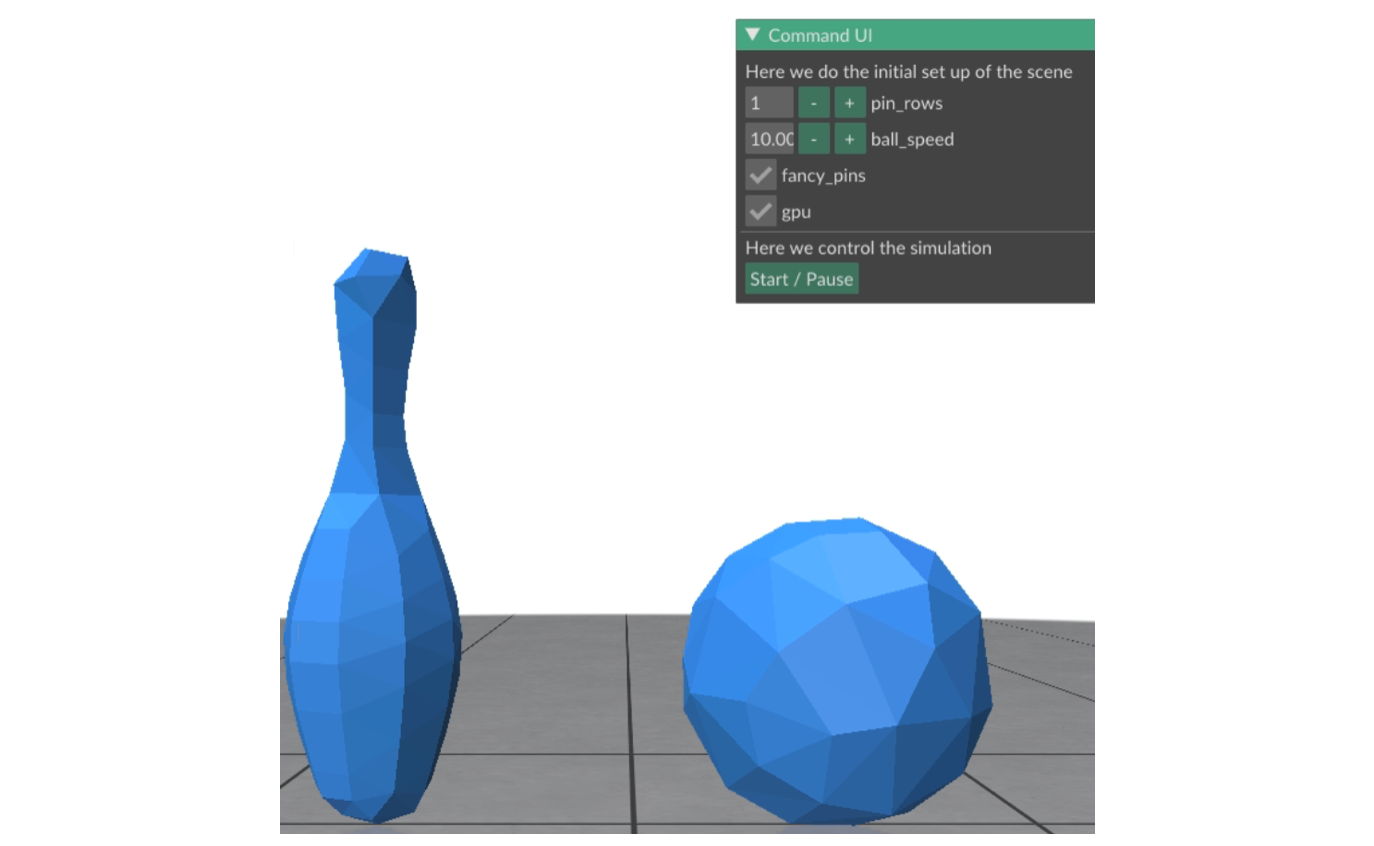 Command UI
Here we do the initial set up of the scene
1 - + pin_rows
10.00 - + ball_speed
fancy_pins
gpu
Here we control the simulation
Start / Pause